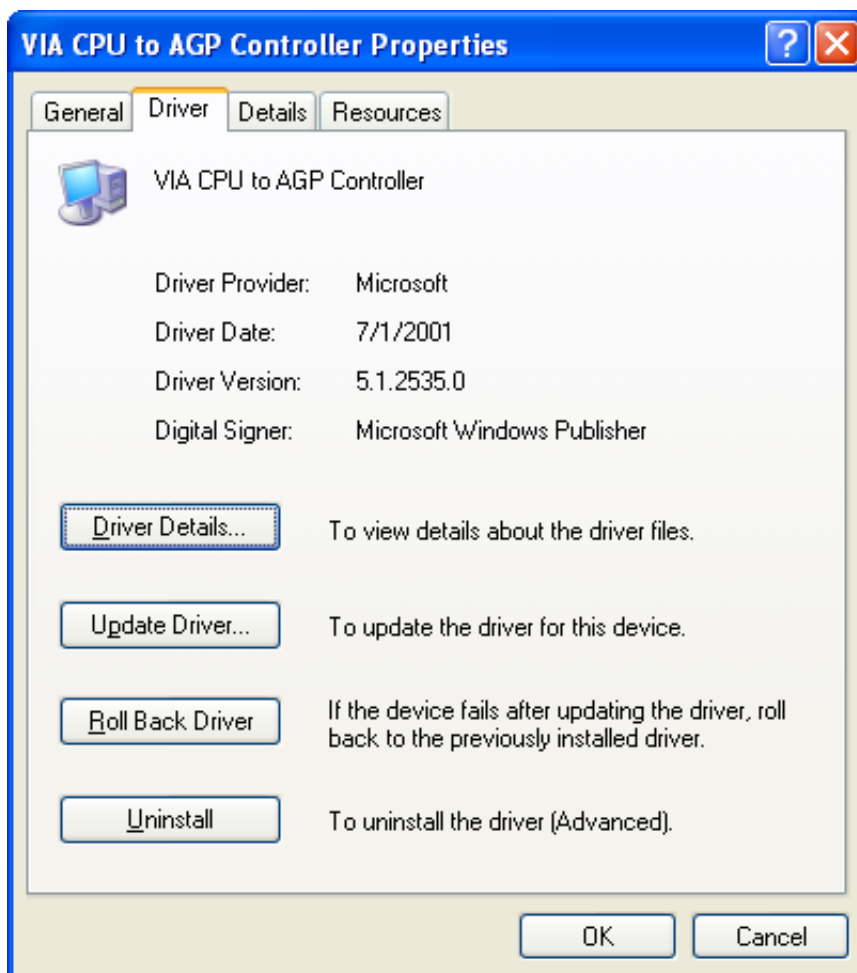 VIA CPU to AGP Controller Properties
?
General Driver Details Resources
VIA CPU to AGP Controller
Driver Provider: Microsoft
Driver Date: 7/1/2001
Driver Version: 5.1.2535.0
Digital Signer: Microsoft Windows Publisher
Driver Details... To view details about the driver files.
Update Driver... To update the driver for this device.
Roll Back Driver If the device fails after updating the driver, roll
back to the previously installed driver.
Uninstall To uninstall the driver (Advanced).
OK Cancel